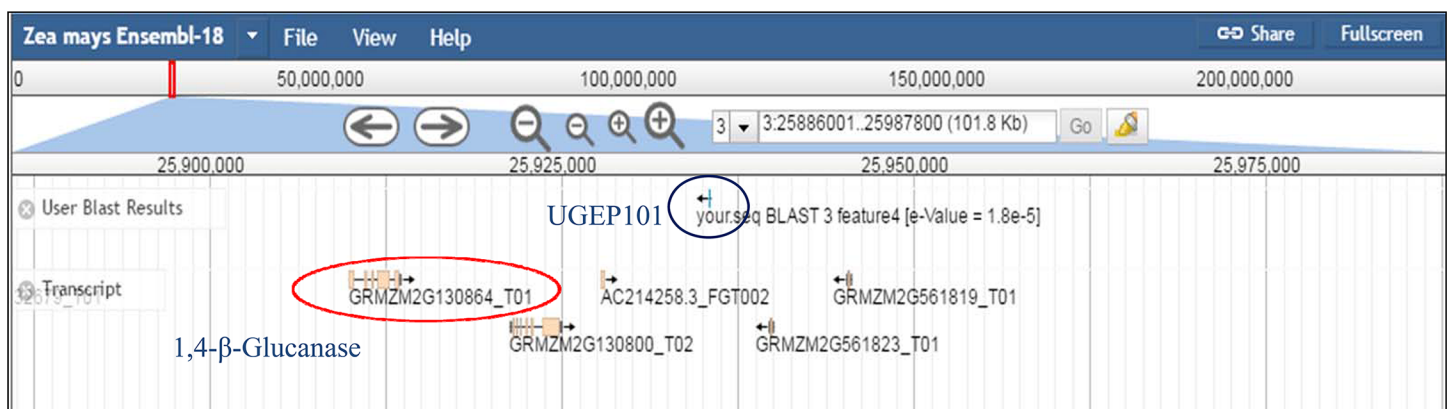 Zea mays Ensembl-18 File View Help Share Fullscreen
0 50,000,000 100,000,000 150,000,000 200,000,000
3 3:25886001..25987800 (101.8 Kb) Go
25,900,000 25,925,000 25,950,000 25,975,000
User Blast Results
UGEP101 your.seq BLAST 3 feature4 [e-Value = 1.8e-5]
Transcript
GRMZM2G130864_T01 AC214258.3_FGT002 GRMZM2G561819_T01
1,4-β-Glucanase GRMZM2G130800_T02 GRMZM2G561823_T01